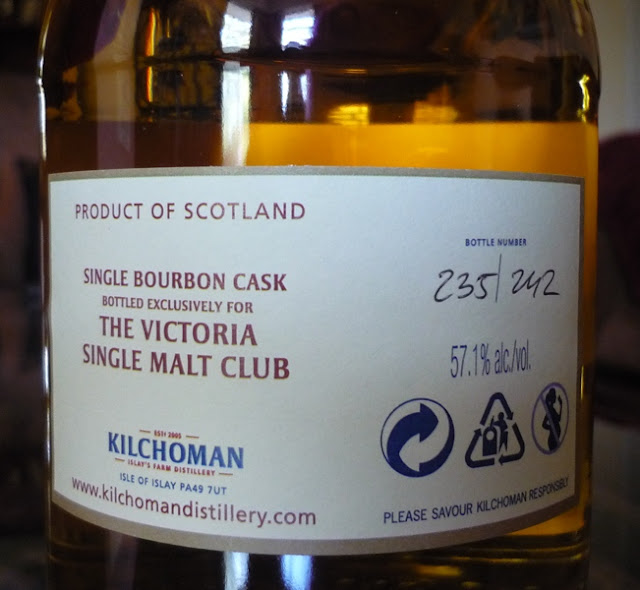 PRODUCT OF SCOTLAND
SINGLE BOURBON CASK
BOTTLED EXCLUSIVELY FOR
THE VICTORIA
SINGLE MALT CLUB
ESTD 2005
KILCHOMAN
ISLAY'S FARM DISTILLERY
ISLE OF ISLAY PA49 7UT
www.kilchomandistillery.com
BOTTLE NUMBER
235/242
57.1% alc./vol.
PLEASE SAVOUR KILCHOMAN RESPONSIBLY